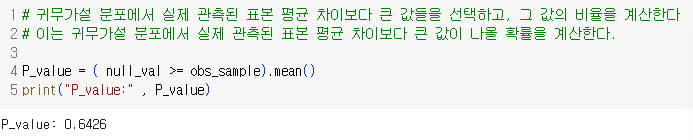 1 # 귀무가설 분포에서 실제 관측된 표본 평균 차이보다 큰 값들을 선택하고, 그 값의 비율을 계산한다
2 # 이는 귀무가설 분포에서 실제 관측된 표본 평균 차이보다 큰 값이 나올 확률을 계산한다.
3
4 P_value = ( null_val >= obs_sample).mean()
5 print("P_value:" , P_value)
P_value: 0.6426